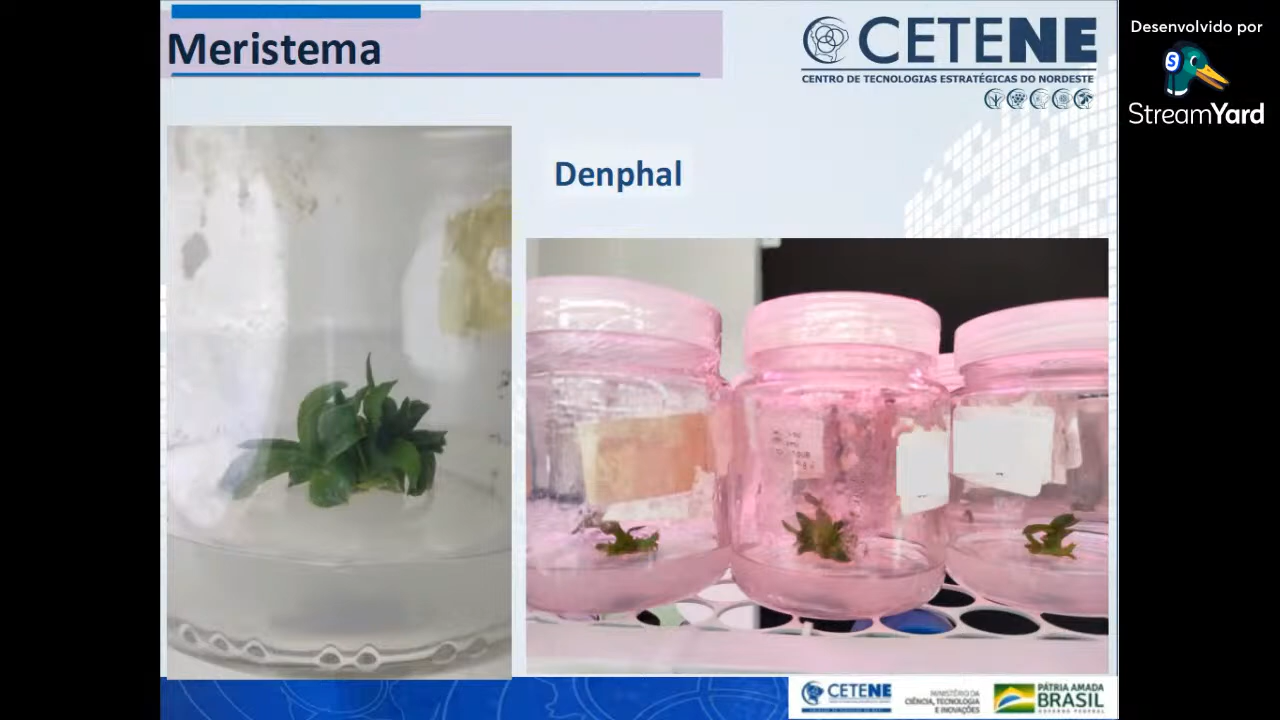 Meristema
CETENE
CENTRO DE TECNOLOGIAS ESTRATÉGICAS DO NORDESTE
Desenvolvido por
StreamYard
Denphal
CETENE
MINISTÉRIO DA
CIÊNCIA, TECNOLOGIA
E INOVAÇÕES
PÁTRIA AMADA
BRASIL
GOVERNO FEDERAL